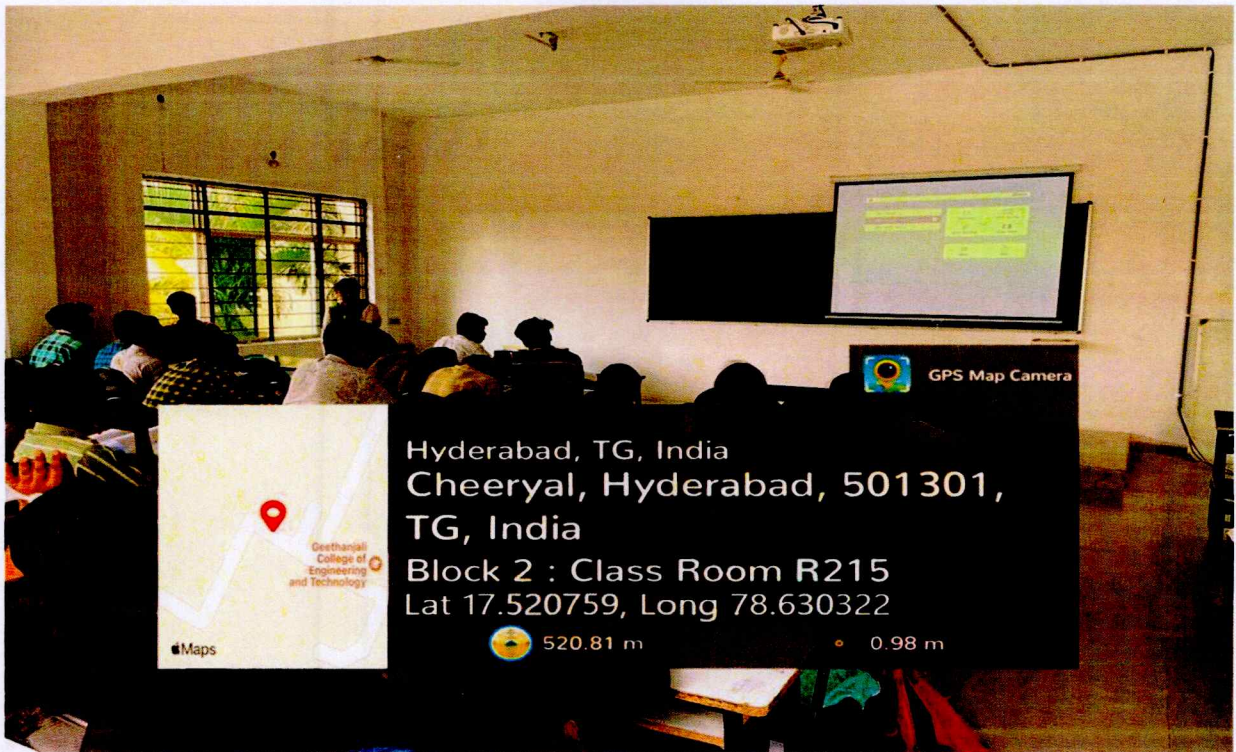 GPS Map Camera
Hyderabad, TG, India
Cheeryal, Hyderabad, 501301,
TG, India
Block 2 : Class Room R215
Lat 17.520759, Long 78.630322
520.81 m
0.98 m
Geethanjali
College of
Engineering
and Technology
Maps